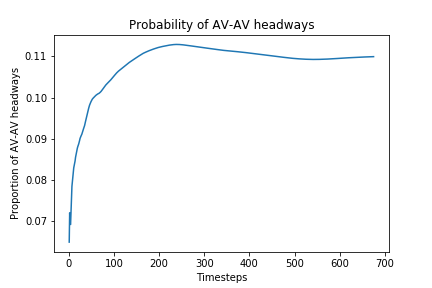 Probability of AV-AV headways
Proportion of AV-AV headways
0.11
0.10
0.09
0.08
0.07
0 100 200 300 400 500 600 700
Timesteps